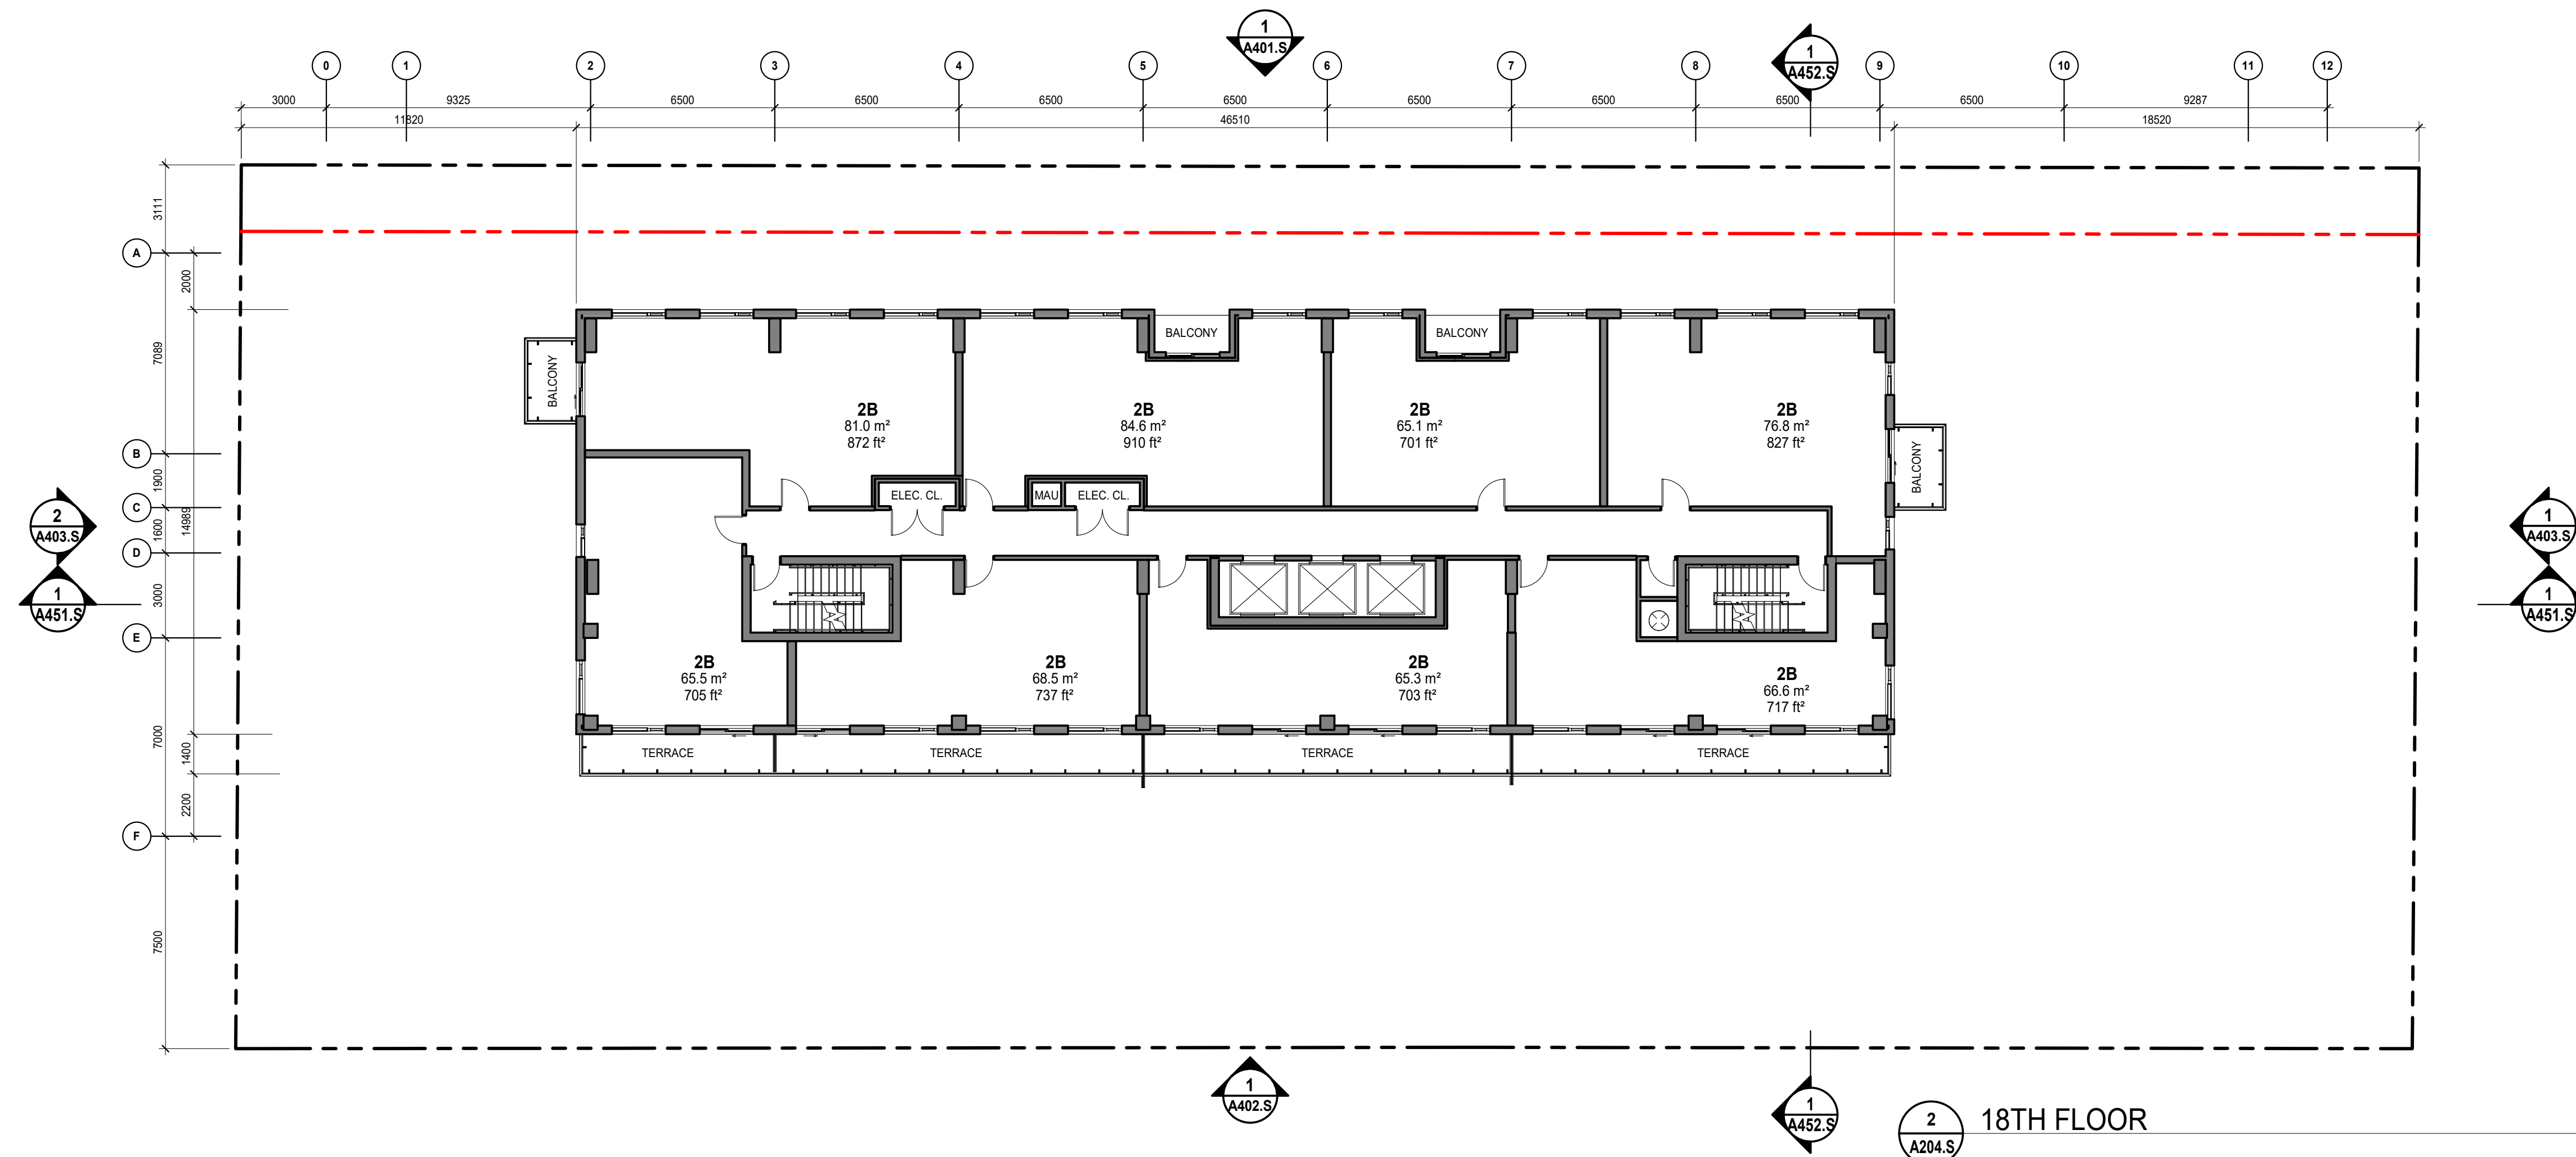 1
A401.S
1
A452.S
0 1 2 3 4 5 6 7 8 9 10 11 12
3000 9325 6500 6500 6500 6500 6500 6500 6500 6500 9287
11820 46510 18520
3111
A
2000
7089
BALCONY BALCONY
BALCONY
2B 2B 2B 2B
81.0 m² 84.6 m² 65.1 m² 76.8 m²
872 ft² 910 ft² 701 ft² 827 ft²
B
BALCONY
1900
ELEC. CL. MAU ELEC. CL.
C
14989
1600
2
A403.S
1
A403.S
D
3000
1
A451.S
1
A451.S
E
2B 2B 2B 2B
65.5 m² 68.5 m² 65.3 m² 66.6 m²
705 ft² 737 ft² 703 ft² 717 ft²
7000
1400
TERRACE TERRACE TERRACE TERRACE
2200
F
7500
1
A402.S
1
A452.S
2
A204.S
18TH FLOOR